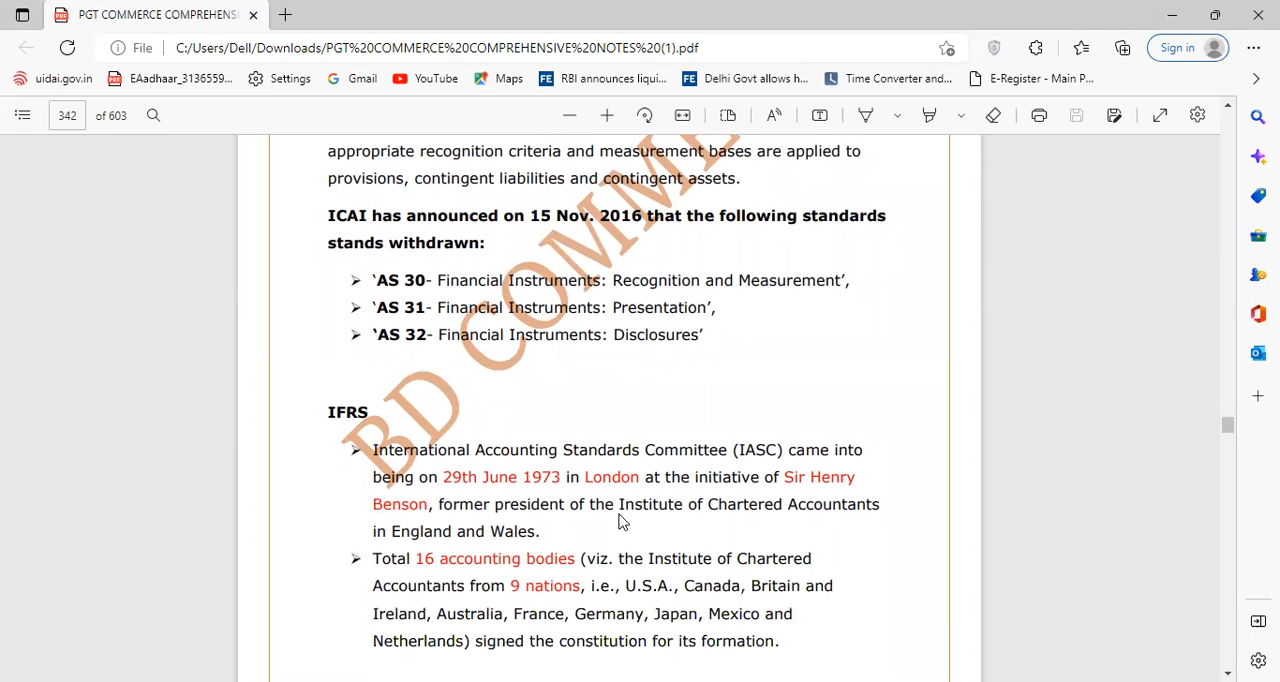 PGT COMMERCE COMPREHENSI
File C:/Users/Dell/Downloads/PGT%20COMMERCE%20COMPREHENSIVE%20NOTES%20(1).pdf Sign in
uidai.gov.in EAadhaar_3136559... Settings Gmail YouTube Maps RBI announces liqui... Delhi Govt allows h... Time Converter and... E-Register - Main P...
342 of 603
appropriate recognition criteria and measurement bases are applied to
provisions, contingent liabilities and contingent assets.
ICAI has announced on 15 Nov. 2016 that the following standards
stands withdrawn:
➢ ‘AS 30- Financial Instruments: Recognition and Measurement’,
➢ ‘AS 31- Financial Instruments: Presentation’,
➢ ‘AS 32- Financial Instruments: Disclosures’
IFRS
➢ International Accounting Standards Committee (IASC) came into
being on 29th June 1973 in London at the initiative of Sir Henry
Benson, former president of the Institute of Chartered Accountants
in England and Wales.
➢ Total 16 accounting bodies (viz. the Institute of Chartered
Accountants from 9 nations, i.e., U.S.A., Canada, Britain and
Ireland, Australia, France, Germany, Japan, Mexico and
Netherlands) signed the constitution for its formation.
BD COMME